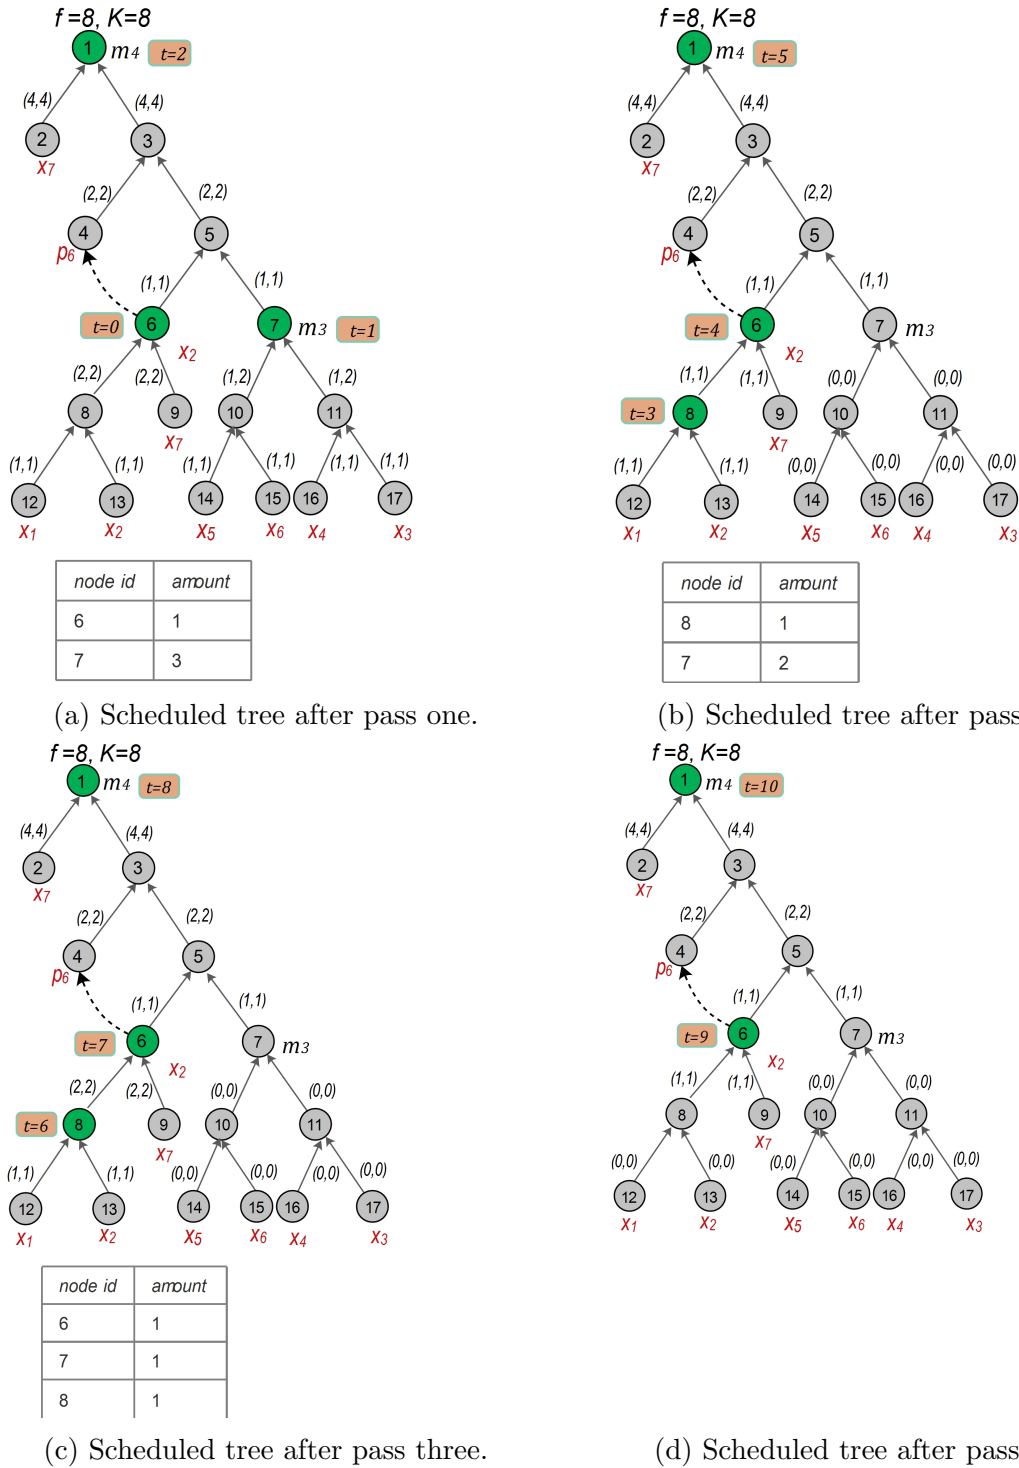 f=8, K=8
1 m4 t=2
(4,4) (4,4)
2 3
x7
(2,2) (2,2)
4 5
p6
(1,1) (1,1)
t=0 6 7 m3 t=1
x2
(2,2) (2,2) (1,2) (1,2)
8 9 10 11
x7
(1,1) (1,1) (1,1) (1,1) (1,1) (1,1)
12 13 14 15 16 17
x1 x2 x5 x6 x4 x3
node id amount
6 1
7 3
(a) Scheduled tree after pass one.
f=8, K=8
1 m4 t=5
(4,4) (4,4)
2 3
x7
(2,2) (2,2)
4 5
p6
(1,1) (1,1)
t=4 6 7 m3
x2
(1,1) (1,1) (0,0) (0,0)
t=3 8 9 10 11
x7
(1,1) (1,1) (0,0) (0,0) (0,0) (0,0)
12 13 14 15 16 17
x1 x2 x5 x6 x4 x3
node id amount
8 1
7 2
(b) Scheduled tree after pass
f=8, K=8
1 m4 t=8
(4,4) (4,4)
2 3
x7
(2,2) (2,2)
4 5
p6
(1,1) (1,1)
t=7 6 7 m3
x2
(2,2) (2,2) (0,0) (0,0)
t=6 8 9 10 11
x7
(1,1) (1,1) (0,0) (0,0) (0,0) (0,0)
12 13 14 15 16 17
x1 x2 x5 x6 x4 x3
node id amount
6 1
7 1
8 1
(c) Scheduled tree after pass three.
f=8, K=8
1 m4 t=10
(4,4) (4,4)
2 3
x7
(2,2) (2,2)
4 5
p6
(1,1) (1,1)
t=9 6 7 m3
x2
(1,1) (1,1) (0,0) (0,0)
8 9 10 11
x7
(0,0) (0,0) (0,0) (0,0) (0,0) (0,0)
12 13 14 15 16 17
x1 x2 x5 x6 x4 x3
(d) Scheduled tree after pass